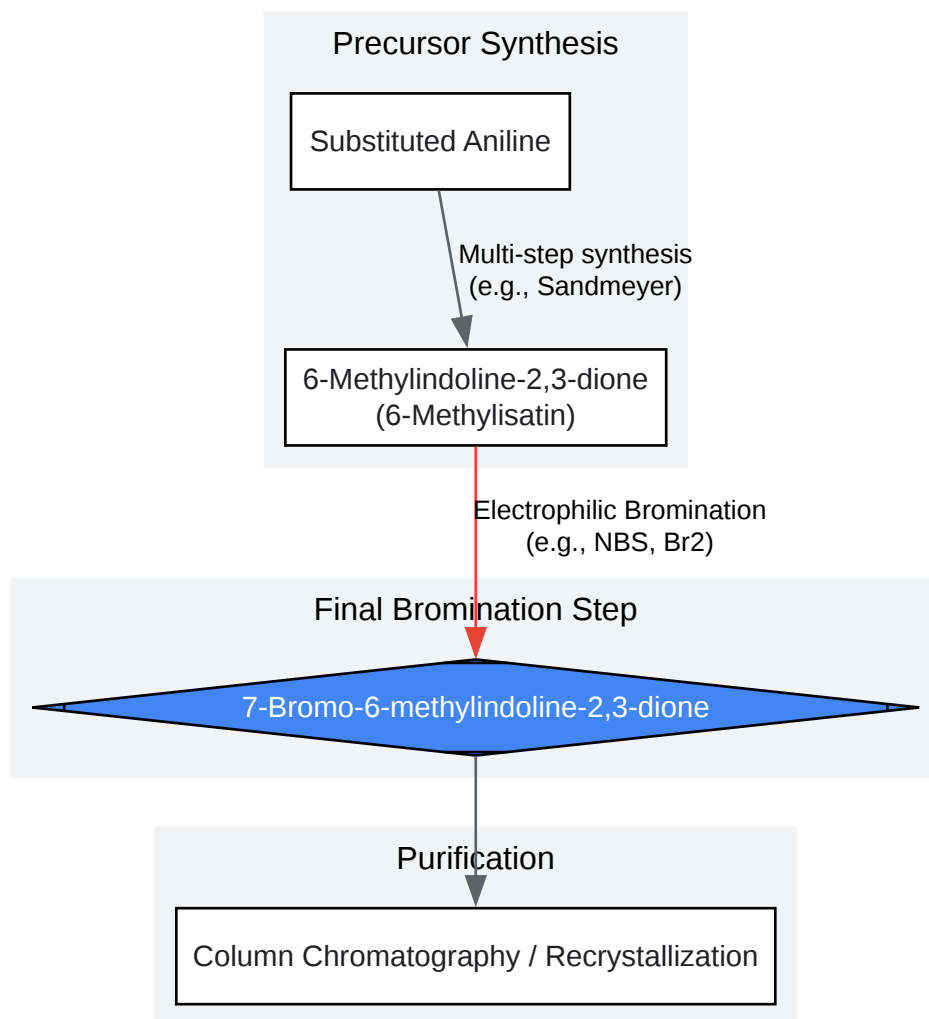 Precursor Synthesis
Substituted Aniline
Multi-step synthesis
(e.g., Sandmeyer)
6-Methylindoline-2,3-dione
(6-Methylisatin)
Electrophilic Bromination
(e.g., NBS, Br2)
Final Bromination Step
7-Bromo-6-methylindoline-2,3-dione
Purification
Column Chromatography / Recrystallization